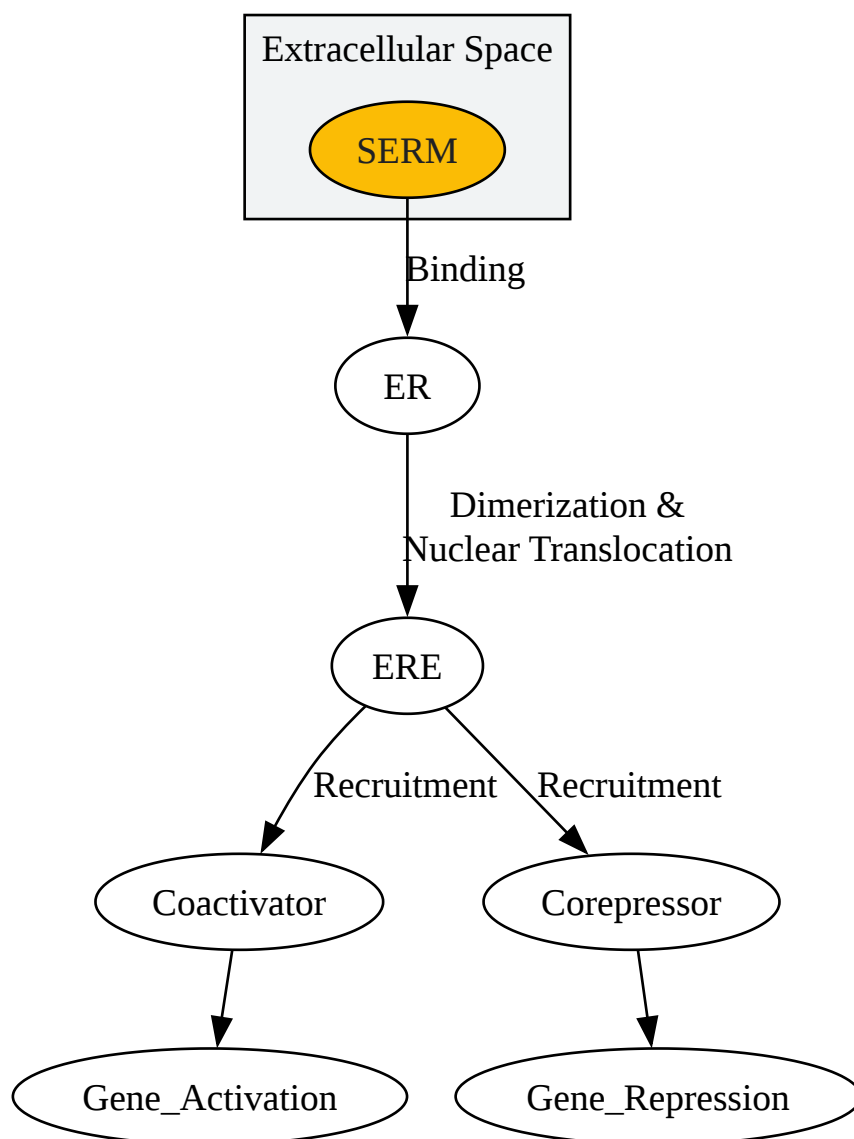 Extracellular Space
SERM
Binding
ER
Dimerization &
Nuclear Translocation
ERE
Recruitment
Recruitment
Coactivator
Corepressor
Gene_Activation
Gene_Repression